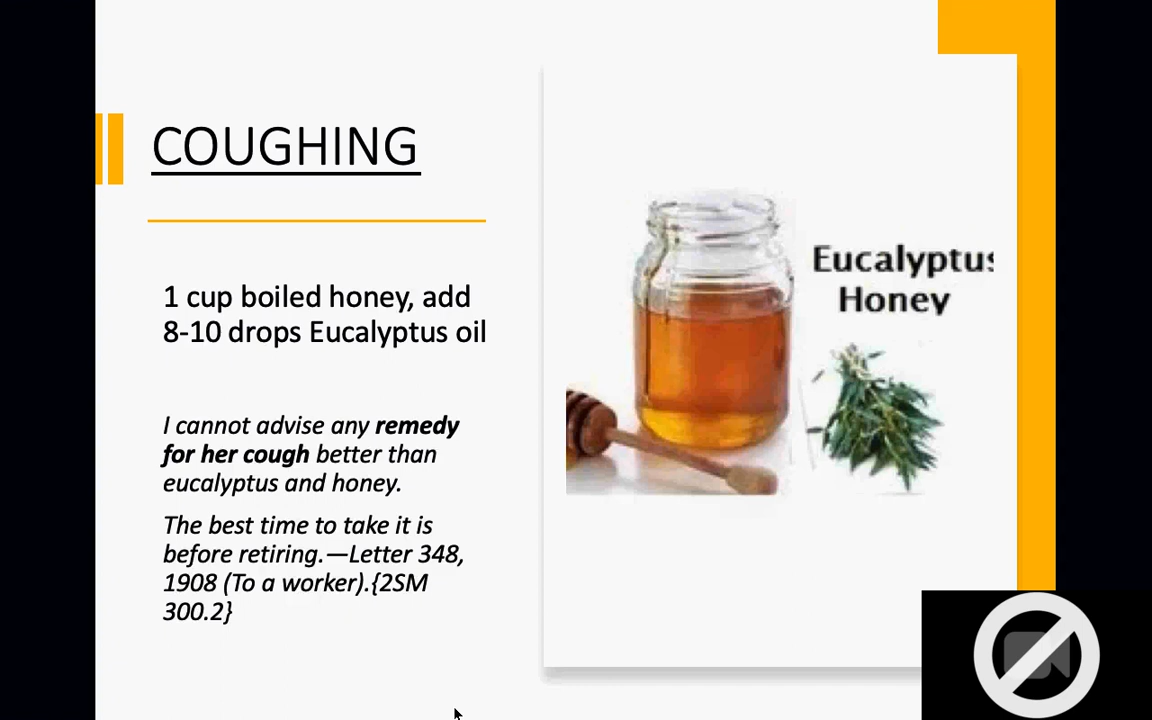 COUGHING
1 cup boiled honey, add
8-10 drops Eucalyptus oil
I cannot advise any remedy
for her cough better than
eucalyptus and honey.
The best time to take it is
before retiring.—Letter 348,
1908 (To a worker).{2SM
300.2}
Eucalyptus
Honey